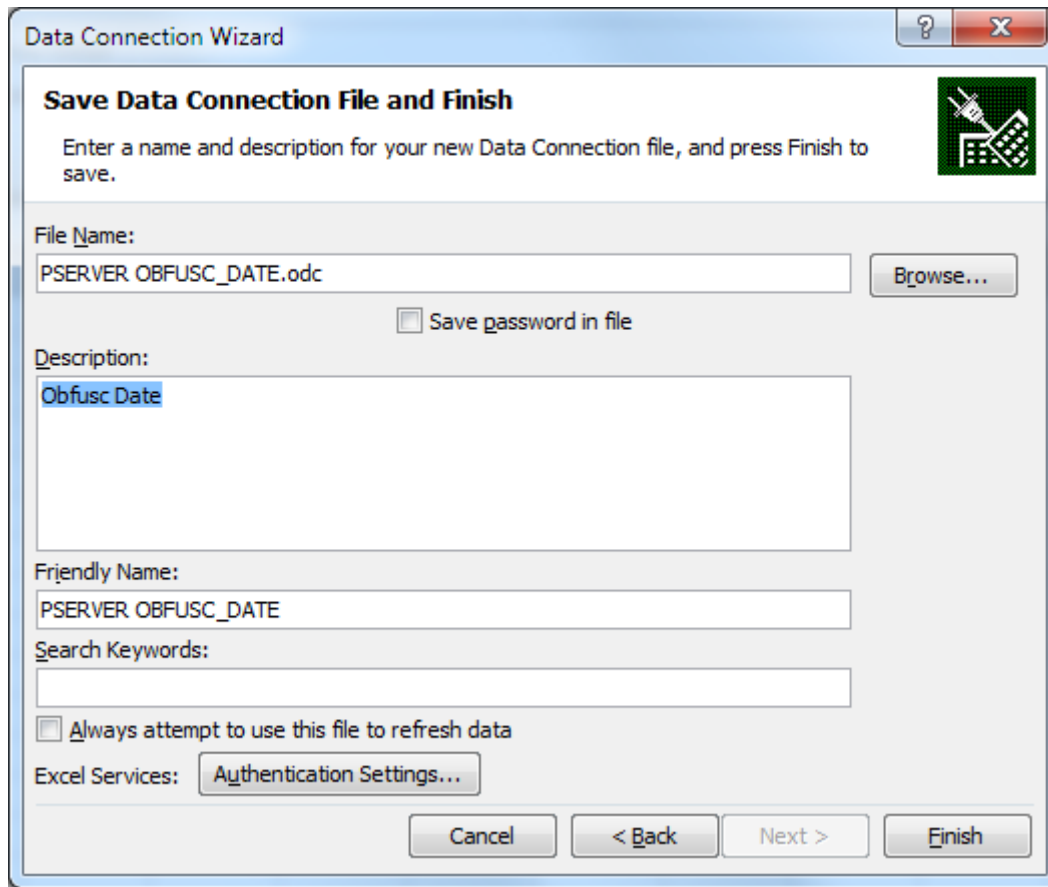 Data Connection Wizard
Save Data Connection File and Finish
Enter a name and description for your new Data Connection file, and press Finish to
save.
File Name:
PSERVER OBFUSC_DATE.odc
Browse...
Save password in file
Description:
Obfusc Date
Friendly Name:
PSERVER OBFUSC_DATE
Search Keywords:
Always attempt to use this file to refresh data
Excel Services:
Authentication Settings...
Cancel
< Back
Next >
Finish